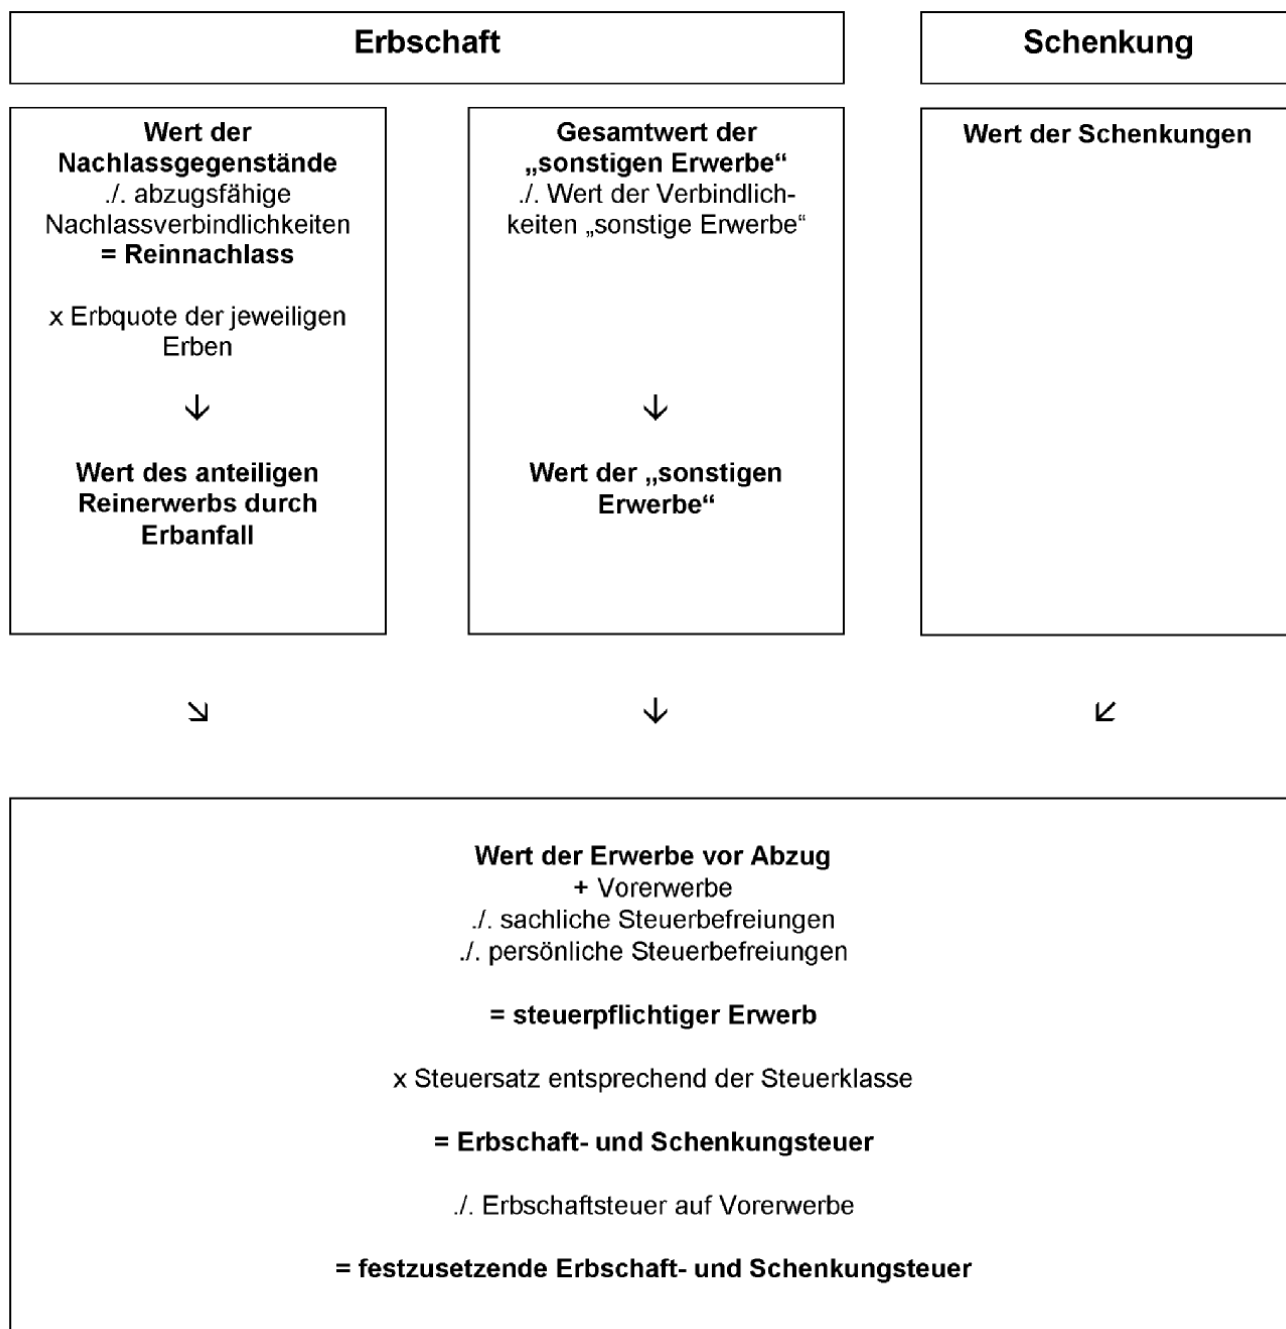 Erbschaft
Schenkung
Wert der
Nachlassgegenstände
./. abzugsfähige
Nachlassverbindlichkeiten
= Reinnachlass
x Erbquote der jeweiligen
Erben
↓
Wert des anteiligen
Reinerwerbs durch
Erbanfall
Gesamtwert der
„sonstigen Erwerbe“
./. Wert der Verbindlich-
keiten „sonstige Erwerbe“
↓
Wert der „sonstigen
Erwerbe“
Wert der Schenkungen
↘ ↓ ↙
Wert der Erwerbe vor Abzug
+ Vorerwerbe
./. sachliche Steuerbefreiungen
./. persönliche Steuerbefreiungen
= steuerpflichtiger Erwerb
x Steuersatz entsprechend der Steuerklasse
= Erbschaft- und Schenkungsteuer
./. Erbschaftsteuer auf Vorerwerbe
= festzusetzende Erbschaft- und Schenkungsteuer